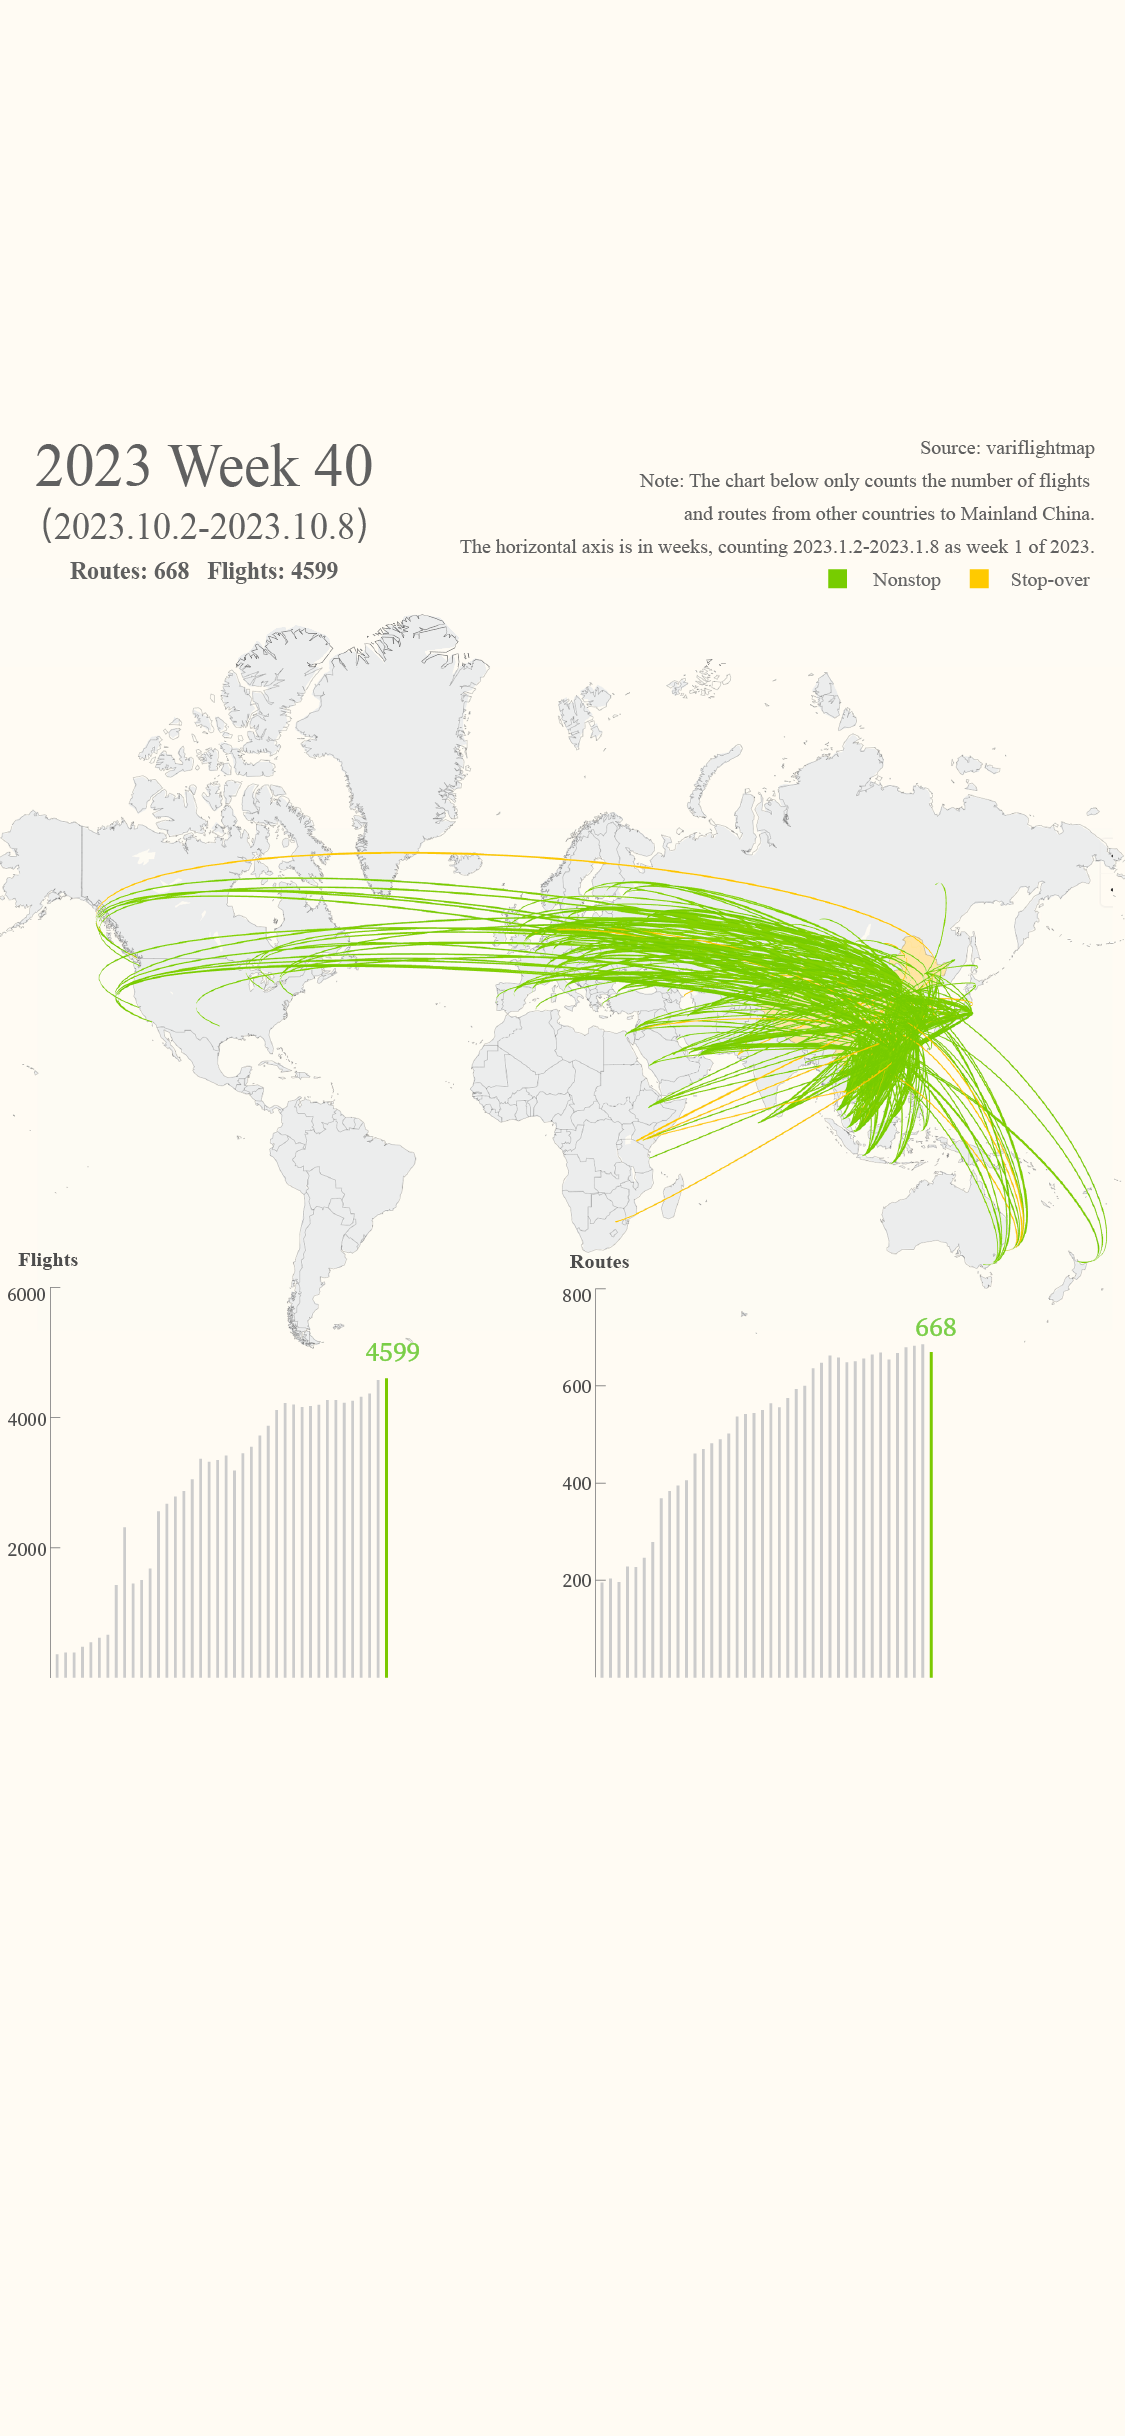 2023 Week 40
(2023.10.2-2023.10.8)
Routes: 668 Flights: 4599
Source: variflightmap
Note: The chart below only counts the number of flights
and routes from other countries to Mainland China.
The horizontal axis is in weeks, counting 2023.1.2-2023.1.8 as week 1 of 2023.
Nonstop Stop-over
Flights
6000
4599
4000
2000
Routes
800
668
600
400
200